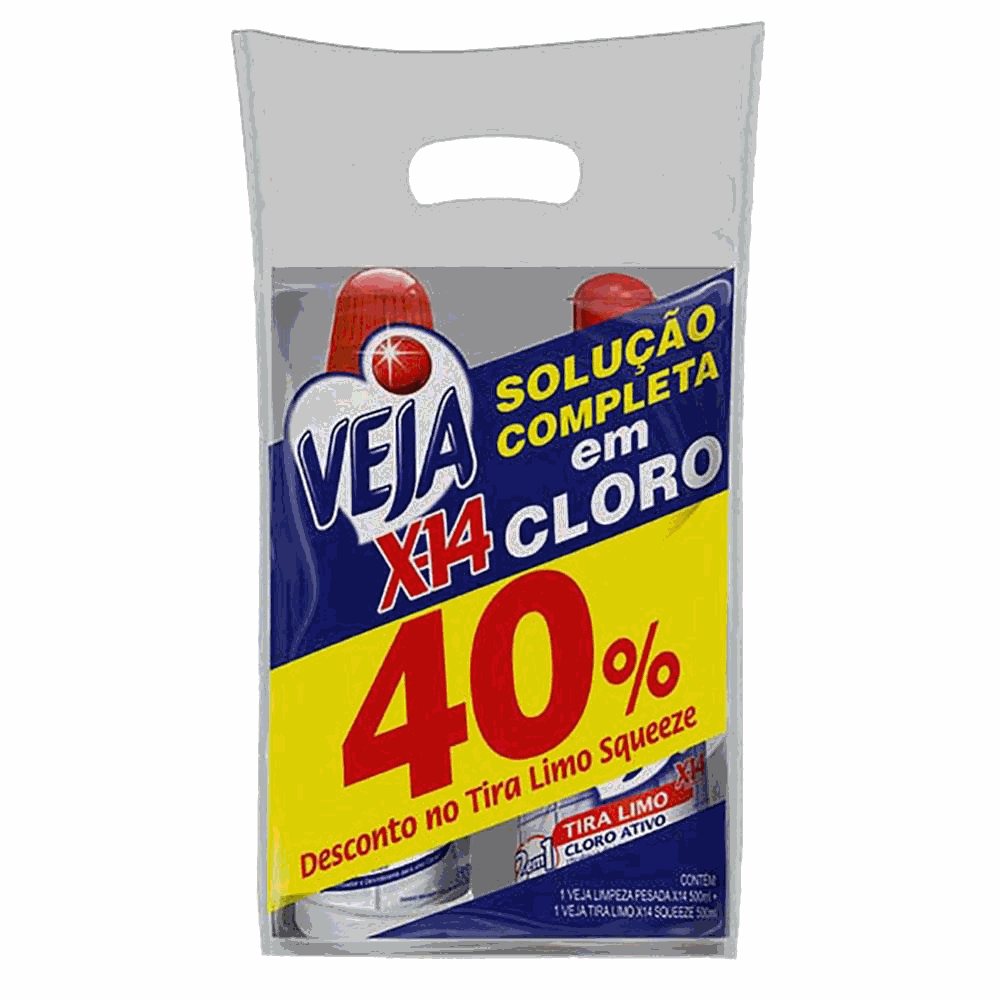 VEJA
X-14
SOLUÇÃO
COMPLETA
em
CLORO
40%
Desconto no Tira Limo Squeeze
X-14
TIRA LIMO
CLORO ATIVO
2em1
CONTÉM:
1 VEJA LIMPEZA PESADA X14 500ml +
1 VEJA TIRA LIMO X14 SQUEEZE 500ml